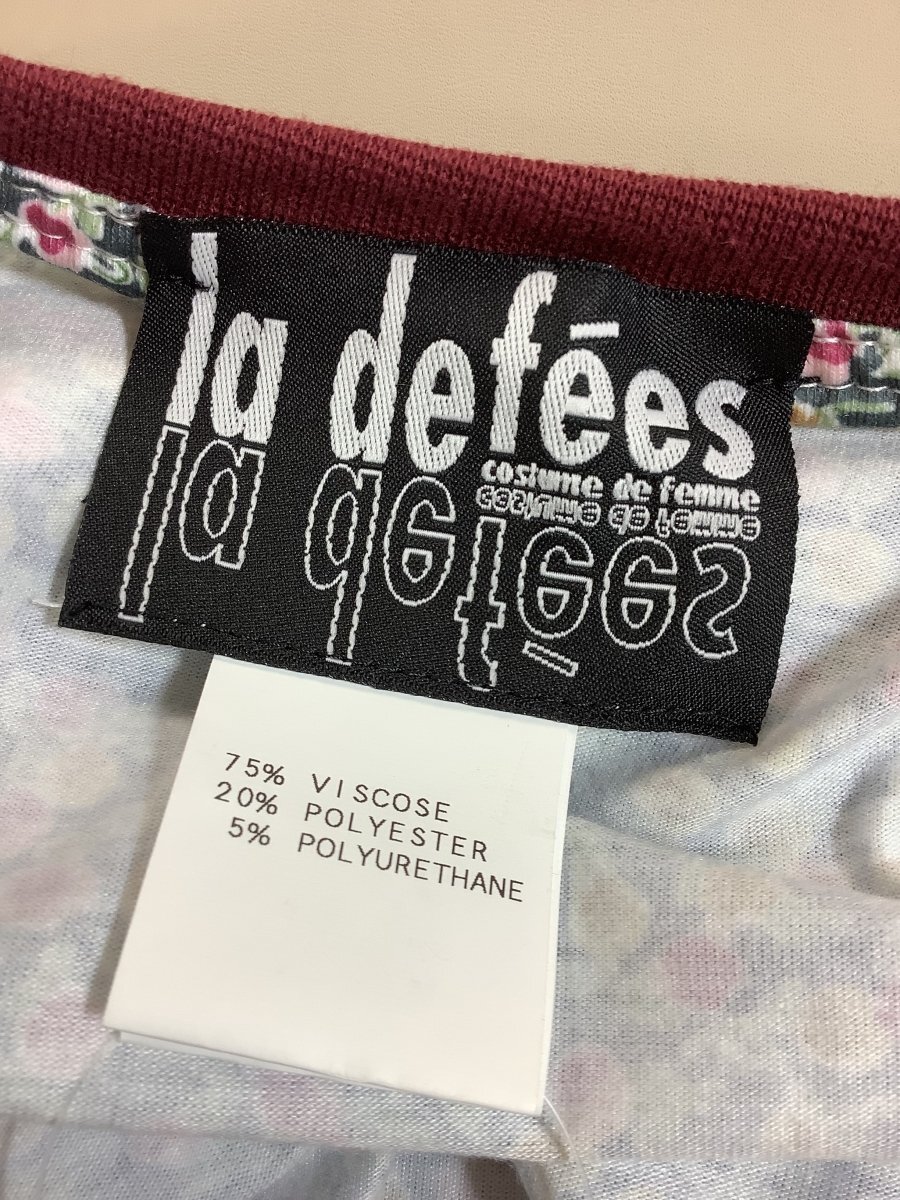 la defées
costume de femme
costume de femme
la defées
75% VISCOSE
20% POLYESTER
5% POLYURETHANE